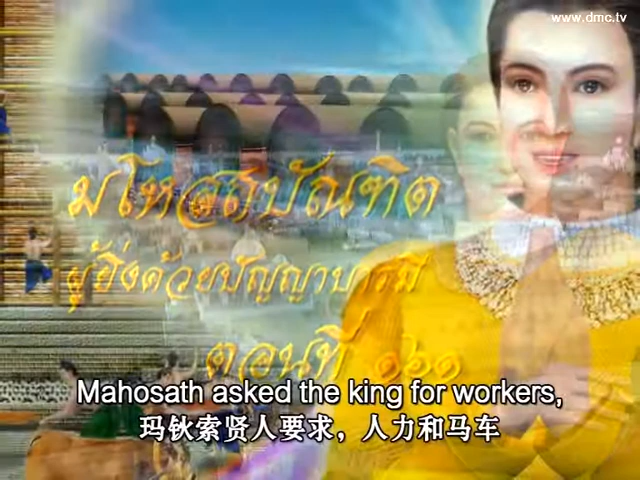 www.dmc.tv
มโหสถบัณฑิต
ผู้ยิ่งด้วยปัญญาบารมี
ตอนที่ ๑๖๑
Mahosath asked the king for workers,
玛钬索贤人要求，人力和马车